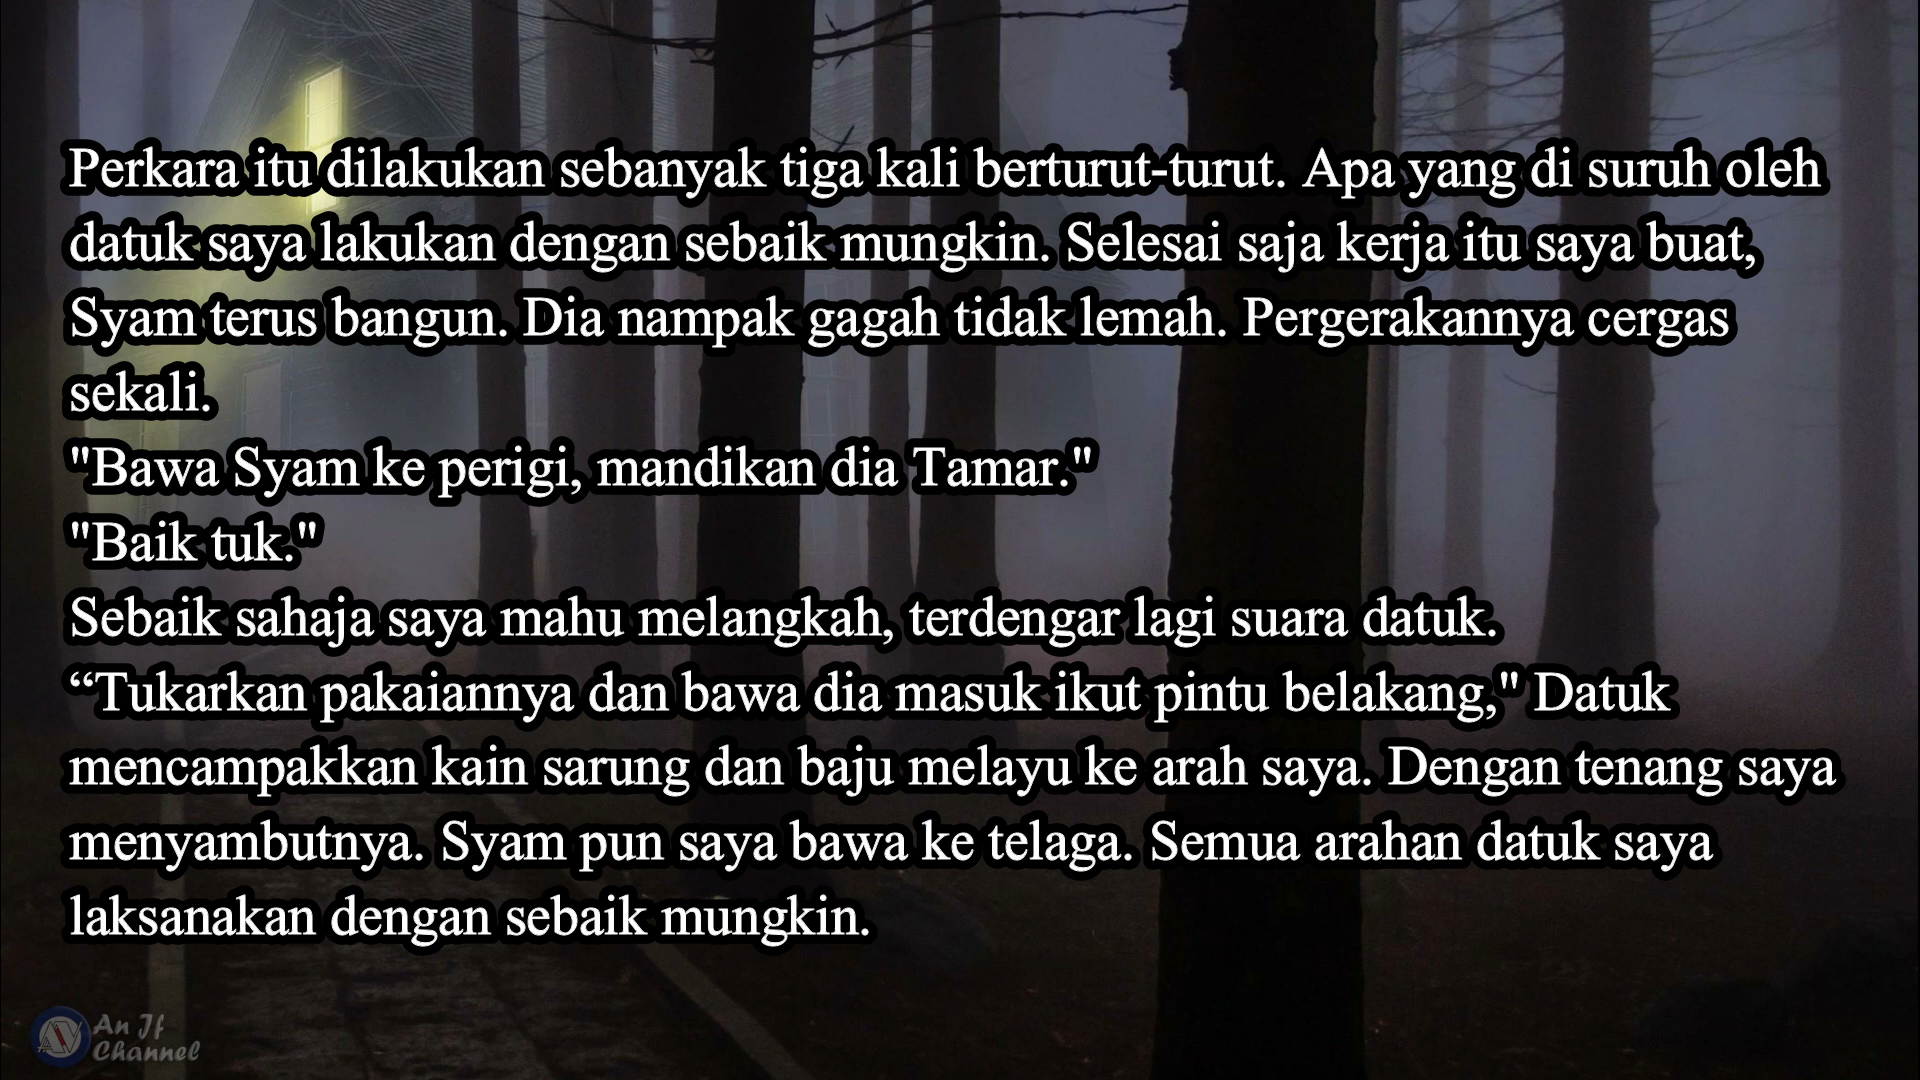 Perkara itu dilakukan sebanyak tiga kali berturut-turut. Apa yang di suruh oleh
datuk saya lakukan dengan sebaik mungkin. Selesai saja kerja itu saya buat,
Syam terus bangun. Dia nampak gagah tidak lemah. Pergerakannya cergas
sekali.
"Bawa Syam ke perigi, mandikan dia Tamar."
"Baik tuk."
Sebaik sahaja saya mahu melangkah, terdengar lagi suara datuk.
“Tukarkan pakaiannya dan bawa dia masuk ikut pintu belakang," Datuk
mencampakkan kain sarung dan baju melayu ke arah saya. Dengan tenang saya
menyambutnya. Syam pun saya bawa ke telaga. Semua arahan datuk saya
laksanakan dengan sebaik mungkin.
An Jf
Channel